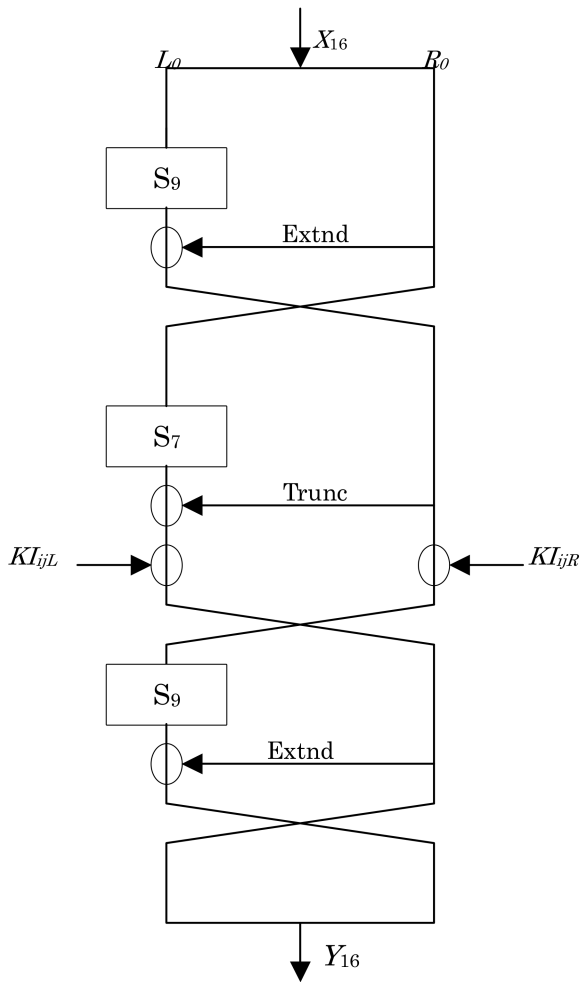 X₁₆
L₀ R₀
S₉
Extnd
S₇
Trunc
KIᵢⱼL KIᵢⱼR
S₉
Extnd
Y₁₆